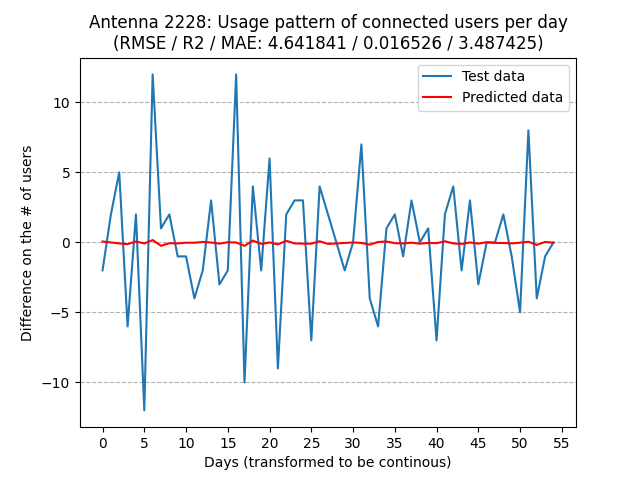 Antenna 2228: Usage pattern of connected users per day
(RMSE / R2 / MAE: 4.641841 / 0.016526 / 3.487425)
Test data
Predicted data
Difference on the # of users
10
5
0
−5
−10
0 5 10 15 20 25 30 35 40 45 50 55
Days (transformed to be continous)